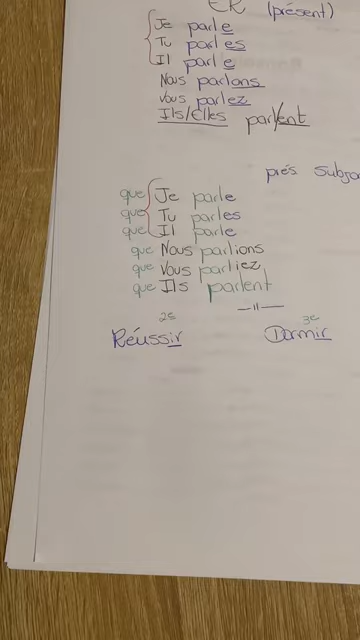 ER (présent)
Je parle
Tu parles
Il parle
Nous parlons
Vous parlez
Ils/Elles parlent
prés Subjon
que Je parle
que Tu parles
que Il parle
que Nous parlions
que Vous parliez
que Ils parlent
—11—
2e 3e
Réussir Dormir